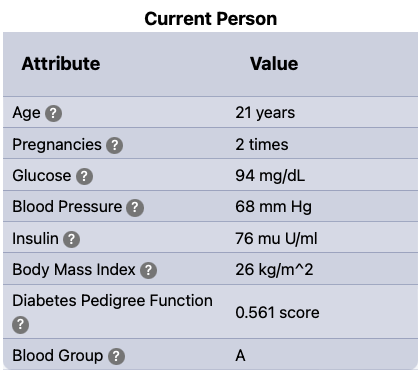 Current Person
Attribute Value
Age ? 21 years
Pregnancies ? 2 times
Glucose ? 94 mg/dL
Blood Pressure ? 68 mm Hg
Insulin ? 76 mu U/ml
Body Mass Index ? 26 kg/m^2
Diabetes Pedigree Function
? 0.561 score
Blood Group ? A